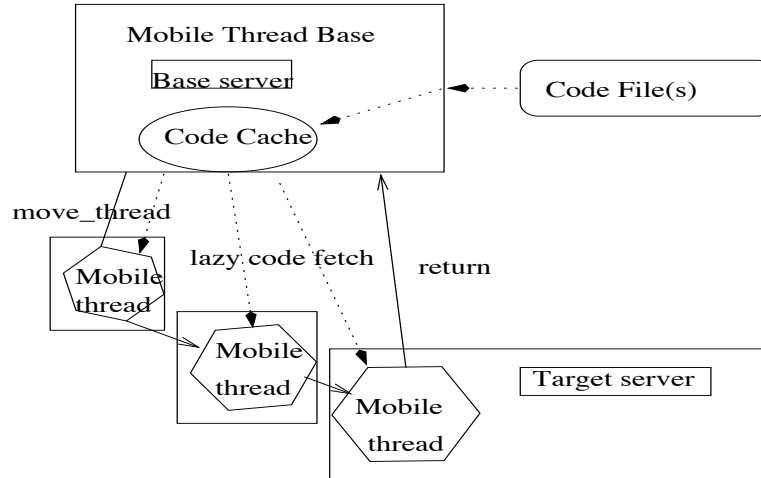 Mobile Thread Base
Base server
Code File(s)
Code Cache
move_thread
lazy code fetch
return
Mobile
thread
Mobile
thread
Target server
Mobile
thread